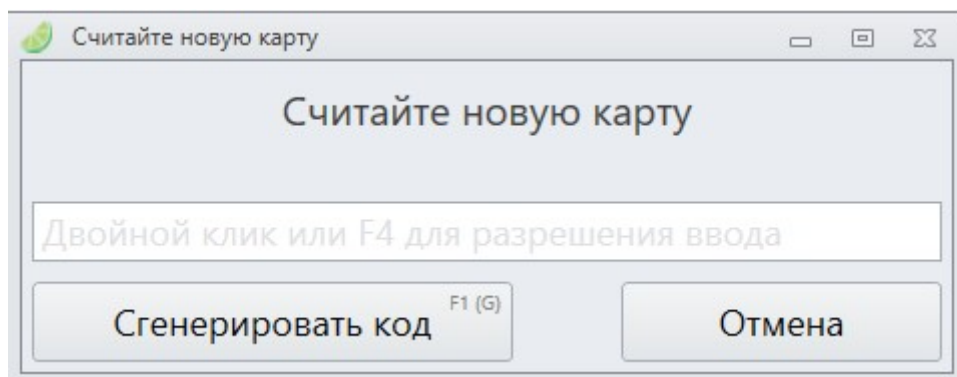 Считайте новую карту
Считайте новую карту
Двойной клик или F4 для разрешения ввода
Сгенерировать код F1 (G) Отмена